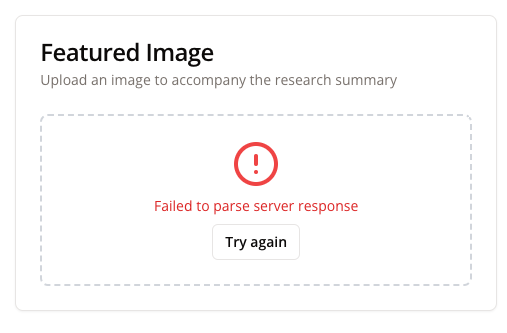 Featured Image
Upload an image to accompany the research summary
Failed to parse server response
Try again